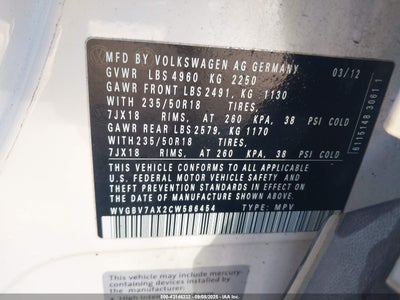 MFD BY VOLKSWAGEN AG GERMANY 03/12
GVWR LBS 4960 KG 2250
GAWR FRONT LBS 2491, KG 1130
WITH 235/50R18 TIRES,
7JX18 RIMS, AT 260 KPA, 38 PSI COLD
GAWR REAR LBS 2579, KG 1170
WITH 235/50R18 TIRES,
7JX18 RIMS, AT 260 KPA, 38 PSI COLD
THIS VEHICLE CONFORMS TO ALL APPLICABLE
U.S. FEDERAL MOTOR VEHICLE SAFETY AND
THEFT PREVENTION STANDARDS IN EFFECT ON
THE DATE OF MANUFACTURE SHOWN ABOVE.
WVGBV7AX2CW586454 TYPE: MPV